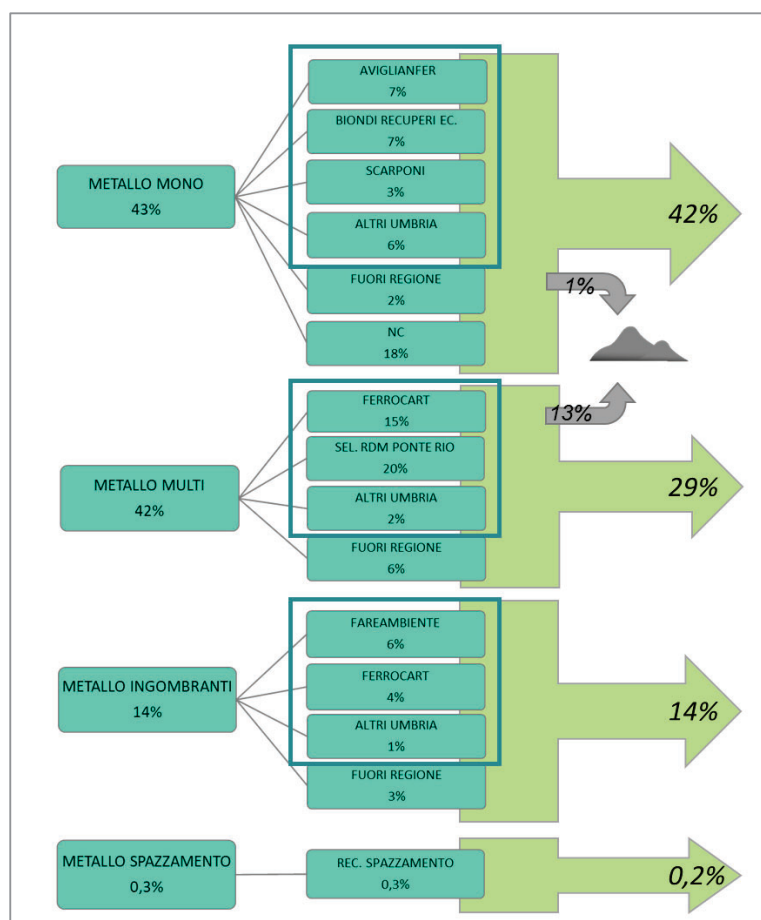 METALLO MONO
43%
AVIGLIANFER
7%
BIONDI RECUPERI EC.
7%
SCARPONI
3%
ALTRI UMBRIA
6%
FUORI REGIONE
2%
NC
18%
42%
1%
METALLO MULTI
42%
FERROCART
15%
SEL. RDM PONTE RIO
20%
ALTRI UMBRIA
2%
FUORI REGIONE
6%
13%
29%
METALLO INGOMBRANTI
14%
FAREAMBIENTE
6%
FERROCART
4%
ALTRI UMBRIA
1%
FUORI REGIONE
3%
14%
METALLO SPAZZAMENTO
0,3%
REC. SPAZZAMENTO
0,3%
0,2%